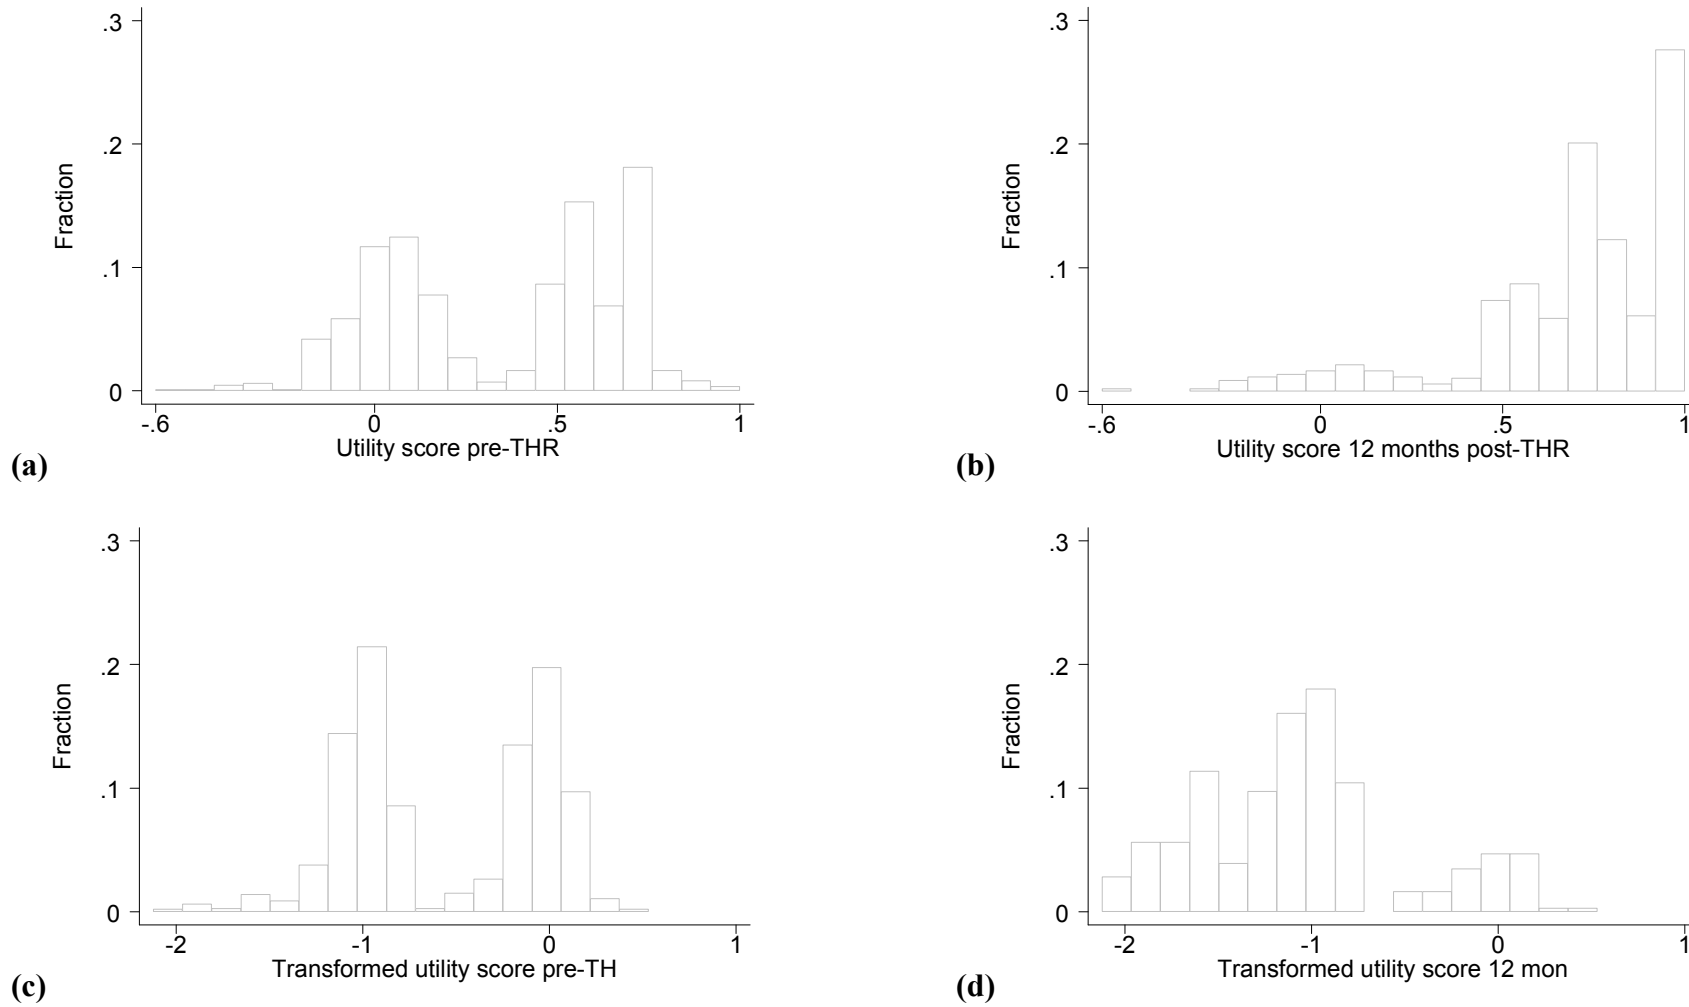 .3
.2
.1
0
Fraction
-.6 0 .5 1
Utility score pre-THR
(a)
.3
.2
.1
0
Fraction
-.6 0 .5 1
Utility score 12 months post-THR
(b)
.3
.2
.1
0
Fraction
-2 -1 0 1
Transformed utility score pre-TH
(c)
.3
.2
.1
0
Fraction
-2 -1 0 1
Transformed utility score 12 mon
(d)